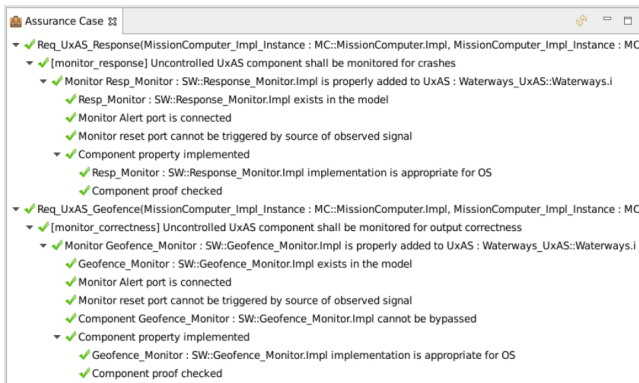 Assurance Case
Req_UxAS_Response(MissionComputer_Impl_Instance : MC::MissionComputer.Impl, MissionComputer_Impl_Instance : MC
[monitor_response] Uncontrolled UxAS component shall be monitored for crashes
Monitor Resp_Monitor : SW::Response_Monitor.Impl is properly added to UxAS : Waterways_UxAS::Waterways.i
Resp_Monitor : SW::Response_Monitor.Impl exists in the model
Monitor Alert port is connected
Monitor reset port cannot be triggered by source of observed signal
Component property implemented
Resp_Monitor : SW::Response_Monitor.Impl implementation is appropriate for OS
Component proof checked
Req_UxAS_Geofence(MissionComputer_Impl_Instance : MC::MissionComputer.Impl, MissionComputer_Impl_Instance : MC
[monitor_correctness] Uncontrolled UxAS component shall be monitored for output correctness
Monitor Geofence_Monitor : SW::Geofence_Monitor.Impl is properly added to UxAS : Waterways_UxAS::Waterways.i
Geofence_Monitor : SW::Geofence_Monitor.Impl exists in the model
Monitor Alert port is connected
Monitor reset port cannot be triggered by source of observed signal
Component Geofence_Monitor : SW::Geofence_Monitor.Impl cannot be bypassed
Component property implemented
Geofence_Monitor : SW::Geofence_Monitor.Impl implementation is appropriate for OS
Component proof checked